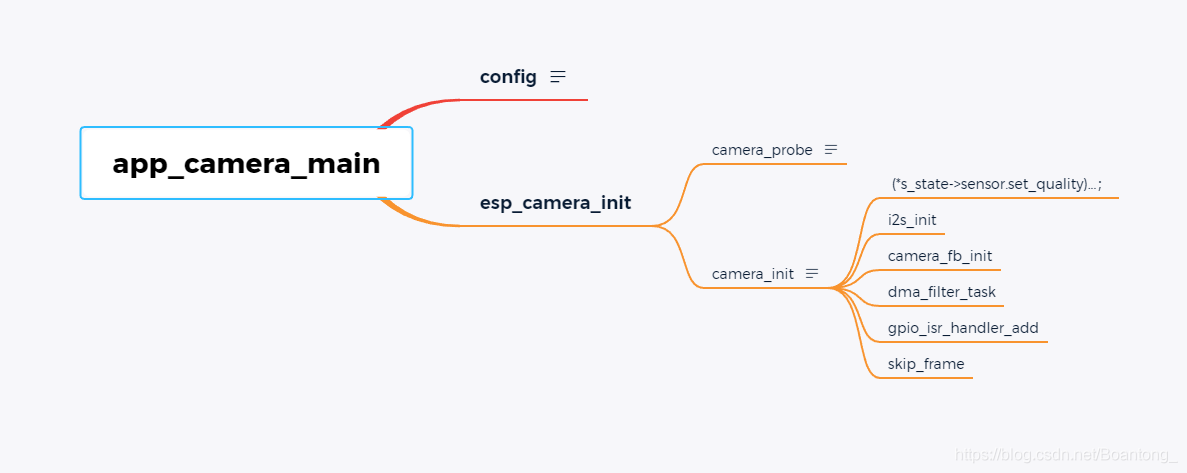 config
app_camera_main
esp_camera_init
camera_probe
camera_init
(*s_state->sensor.set_quality)...;
i2s_init
camera_fb_init
dma_filter_task
gpio_isr_handler_add
skip_frame
https://blog.csdn.net/Boantong_